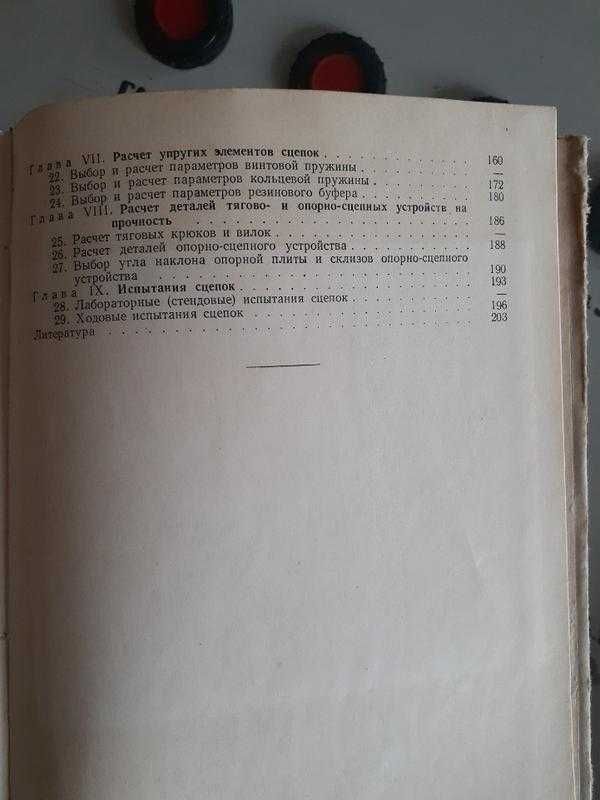 Глава VII. Расчет упругих элементов сцепок . . . . . . . . . . . . 160
22. Выбор и расчет параметров винтовой пружины . . . . . . . . —
23. Выбор и расчет параметров кольцевой пружины . . . . . . . . 172
24. Выбор и расчет параметров резинового буфера . . . . . . . . 180
Глава VIII. Расчет деталей тягово- и опорно-сцепных устройств на
прочность . . . . . . . . . . . . . . . . . . . . . 186
25. Расчет тяговых крюков и вилок . . . . . . . . . . . . . . —
26. Расчет деталей опорно-сцепного устройства . . . . . . . . . 188
27. Выбор угла наклона опорной плиты и склизов опорно-сцепного
устройства . . . . . . . . . . . . . . . . . . . . . . 190
Глава IX. Испытания сцепок . . . . . . . . . . . . . . . . . . 193
28. Лабораторные (стендовые) испытания сцепок . . . . . . . . .
29. Ходовые испытания сцепок . . . . . . . . . . . . . . . . 196
Литература . . . . . . . . . . . . . . . . . . . . . . . . . 203